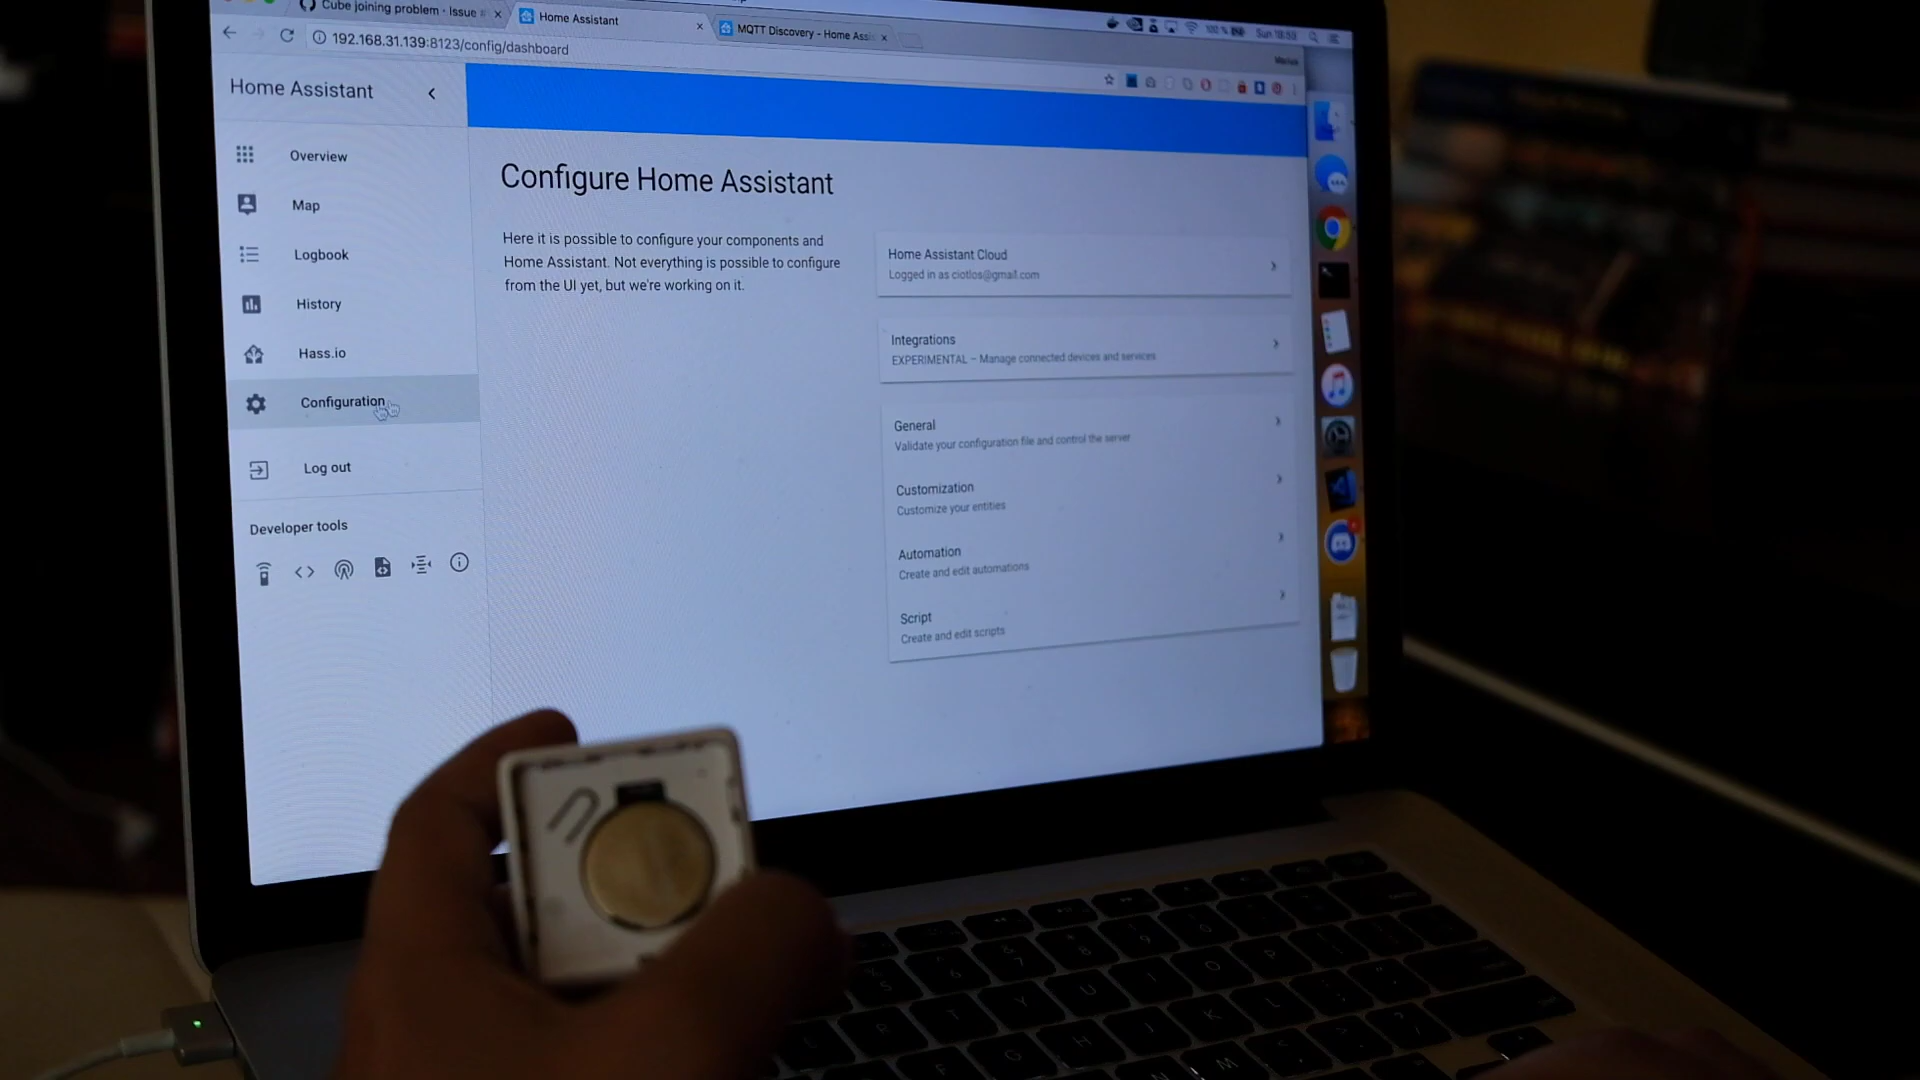 Cube joining problem · Issue #
Home Assistant
MQTT Discovery - Home Assi
100 %
Sun 18:59
192.168.31.139:8123/config/dashboard
Home Assistant
Overview
Map
Logbook
History
Hass.io
Configuration
Log out
Developer tools
Configure Home Assistant
Here it is possible to configure your components and
Home Assistant. Not everything is possible to configure
from the UI yet, but we're working on it.
Home Assistant Cloud
Logged in as ciotlos@gmail.com
Integrations
EXPERIMENTAL – Manage connected devices and services
General
Validate your configuration file and control the server
Customization
Customize your entities
Automation
Create and edit automations
Script
Create and edit scripts